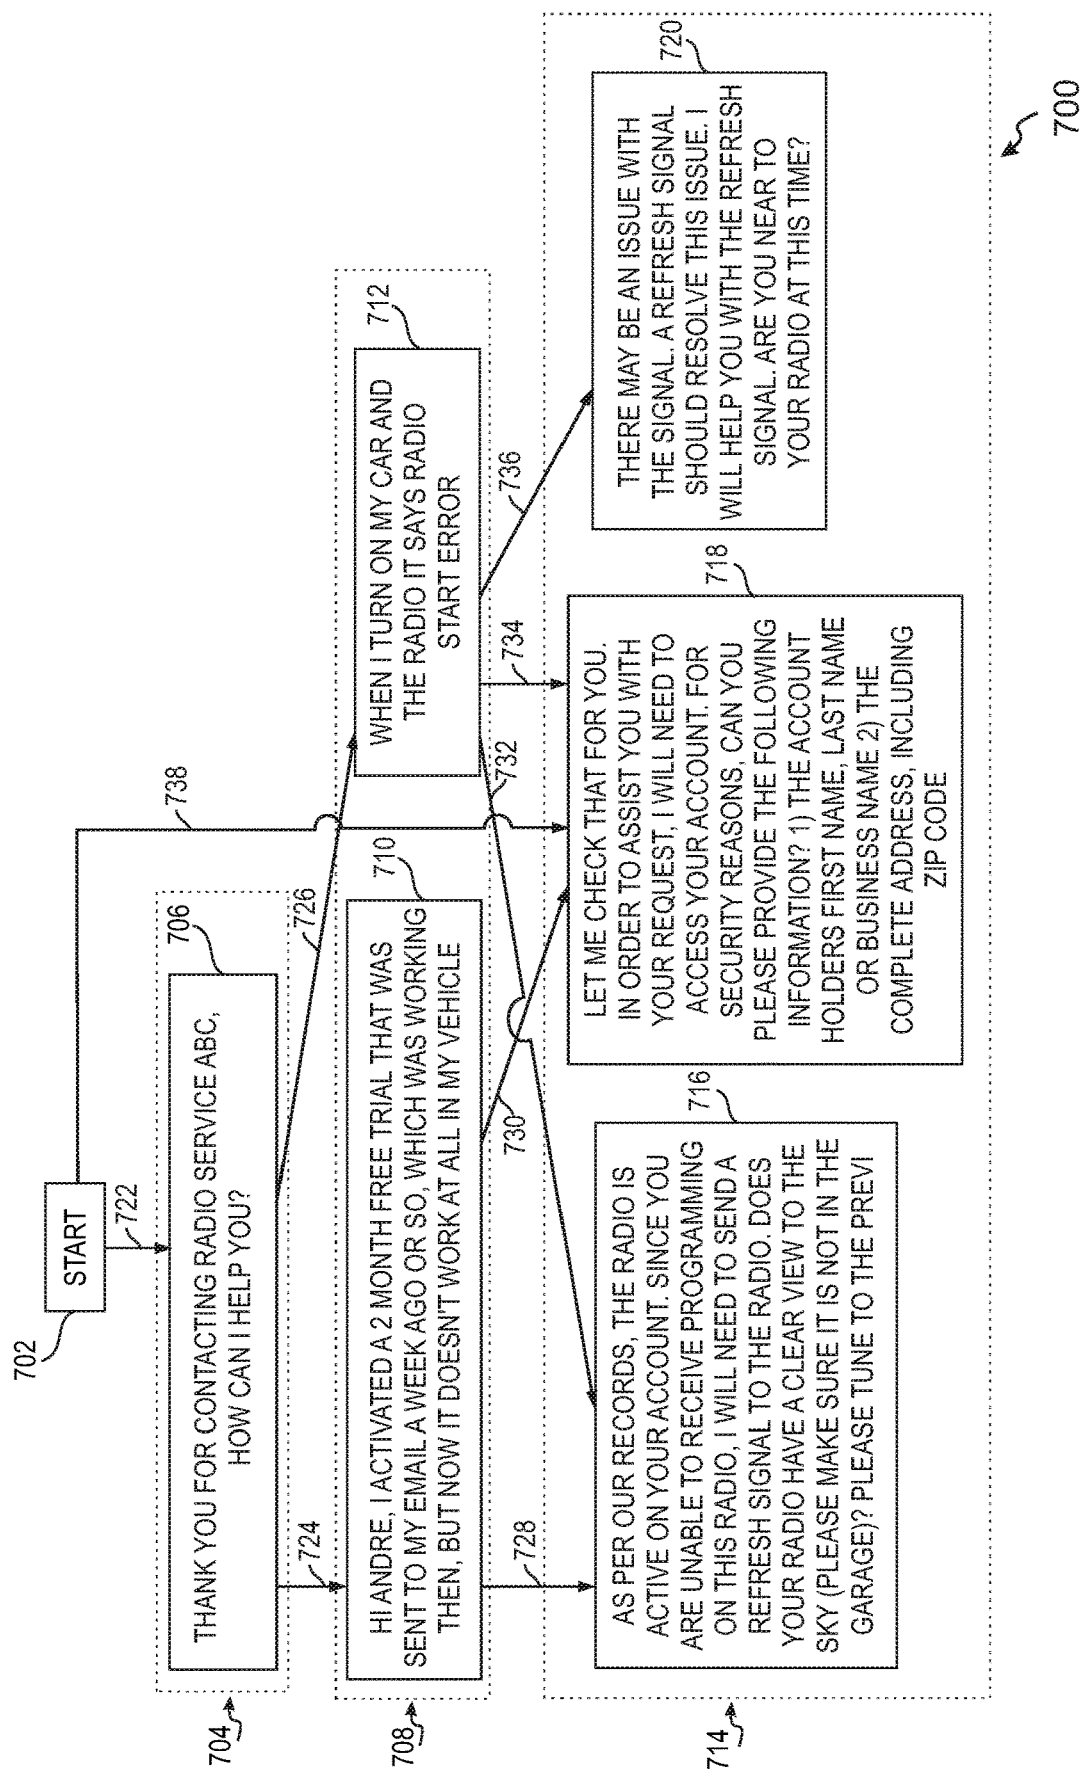 702
START
722
738
704
706
THANK YOU FOR CONTACTING RADIO SERVICE ABC,
HOW CAN I HELP YOU?
724
726
708
710
HI ANDRE, I ACTIVATED A 2 MONTH FREE TRIAL THAT WAS
SENT TO MY EMAIL A WEEK AGO OR SO, WHICH WAS WORKING
THEN, BUT NOW IT DOESN'T WORK AT ALL IN MY VEHICLE
712
WHEN I TURN ON MY CAR AND
THE RADIO IT SAYS RADIO
START ERROR
728
730
732
734
736
714
716
AS PER OUR RECORDS, THE RADIO IS
ACTIVE ON YOUR ACCOUNT. SINCE YOU
ARE UNABLE TO RECEIVE PROGRAMMING
ON THIS RADIO, I WILL NEED TO SEND A
REFRESH SIGNAL TO THE RADIO. DOES
YOUR RADIO HAVE A CLEAR VIEW TO THE
SKY (PLEASE MAKE SURE IT IS NOT IN THE
GARAGE)? PLEASE TUNE TO THE PREVI
718
LET ME CHECK THAT FOR YOU.
IN ORDER TO ASSIST YOU WITH
YOUR REQUEST, I WILL NEED TO
ACCESS YOUR ACCOUNT. FOR
SECURITY REASONS, CAN YOU
PLEASE PROVIDE THE FOLLOWING
INFORMATION? 1) THE ACCOUNT
HOLDERS FIRST NAME, LAST NAME
OR BUSINESS NAME 2) THE
COMPLETE ADDRESS, INCLUDING
ZIP CODE
720
THERE MAY BE AN ISSUE WITH
THE SIGNAL. A REFRESH SIGNAL
SHOULD RESOLVE THIS ISSUE. I
WILL HELP YOU WITH THE REFRESH
SIGNAL. ARE YOU NEAR TO
YOUR RADIO AT THIS TIME?
700